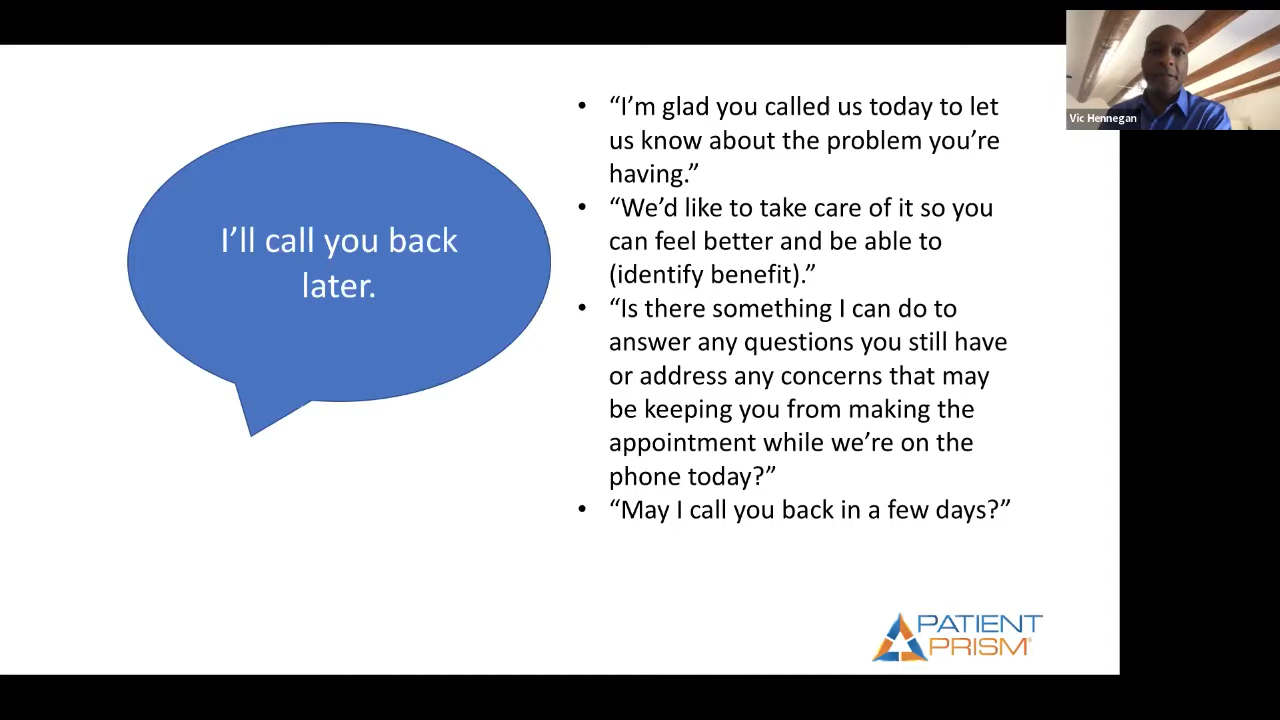 I’ll call you back
later.
• “I’m glad you called us today to let
us know about the problem you’re
having.”
• “We’d like to take care of it so you
can feel better and be able to
(identify benefit).”
• “Is there something I can do to
answer any questions you still have
or address any concerns that may
be keeping you from making the
appointment while we’re on the
phone today?”
• “May I call you back in a few days?”
Vic Hennegan
PATIENT
PRISM®